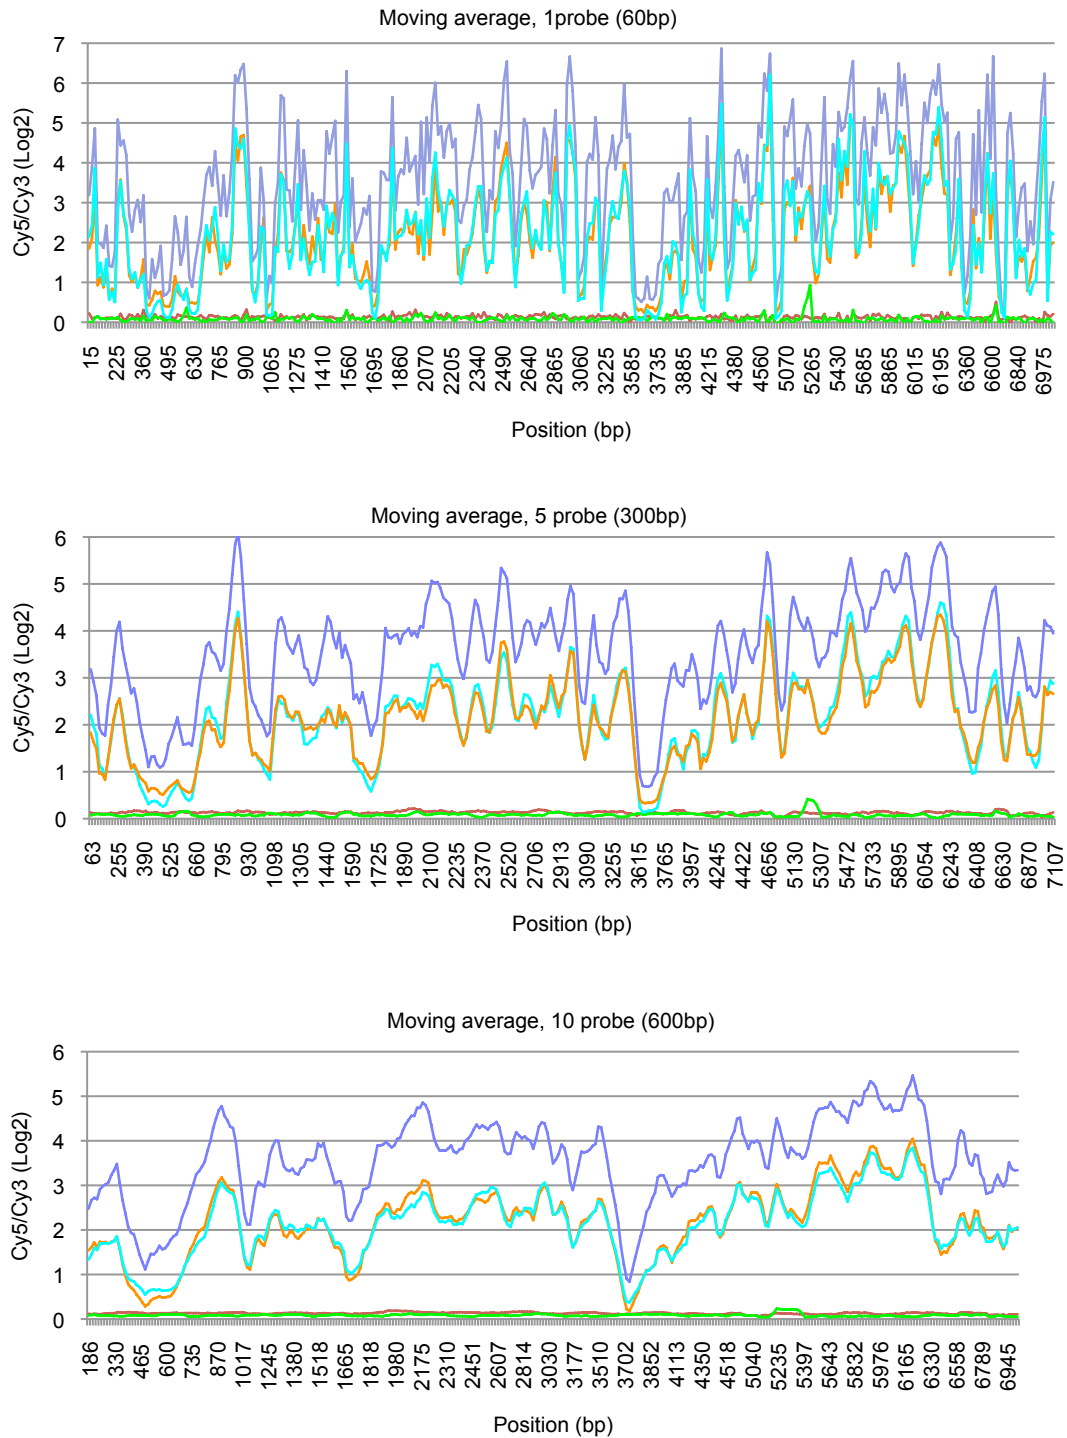 Moving average, 1probe (60bp)
7
6
5
4
3
2
1
0
Cy5/Cy3 (Log2)
15 225 360 495 630 765 900 1065 1275 1410 1560 1695 1860 2070 2205 2340 2490 2865 3060 3225 3585 3735 3885 4215 4380 4560 5070 5265 5430 5685 5865 6015 6195 6360 6600 6840 6975
Position (bp)
Moving average, 5 probe (300bp)
6
5
4
3
2
1
0
Cy5/Cy3 (Log2)
63 255 390 525 660 795 930 1098 1305 1440 1590 1725 1890 2100 2235 2370 2520 2706 2913 3090 3255 3615 3765 3957 4245 4422 4656 5130 5307 5472 5733 5895 6054 6243 6408 6630 6870 7107
Position (bp)
Moving average, 10 probe (600bp)
6
5
4
3
2
1
0
Cy5/Cy3 (Log2)
186 330 465 600 735 870 1017 1245 1380 1518 1665 1818 1980 2175 2310 2451 2607 2814 3030 3177 3510 3702 3852 4113 4350 4518 5040 5235 5397 5643 5832 5976 6165 6330 6558 6789 6945
Position (bp)